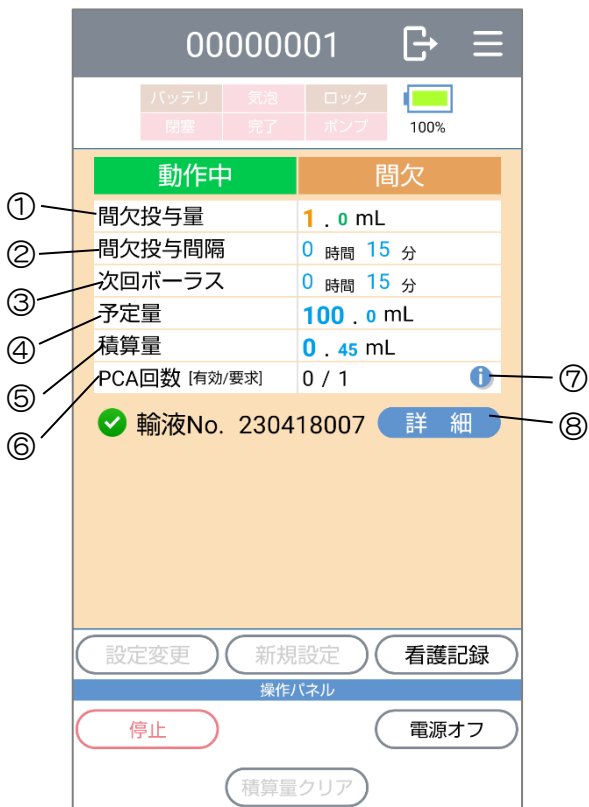 00000001
バッテリ 気泡 ロック
閉塞 完了 ポンプ 100%
動作中 間欠
① 間欠投与量 1 . 0 mL
② 間欠投与間隔 0 時間 15 分
③ 次回ボーラス 0 時間 15 分
④ 予定量 100 . 0 mL
⑤ 積算量 0 . 45 mL
⑥ PCA回数 [有効/要求] 0 / 1 i ⑦
輸液No. 230418007 詳 細 ⑧
設定変更 新規設定 看護記録
操作パネル
停止 電源オフ
積算量クリア